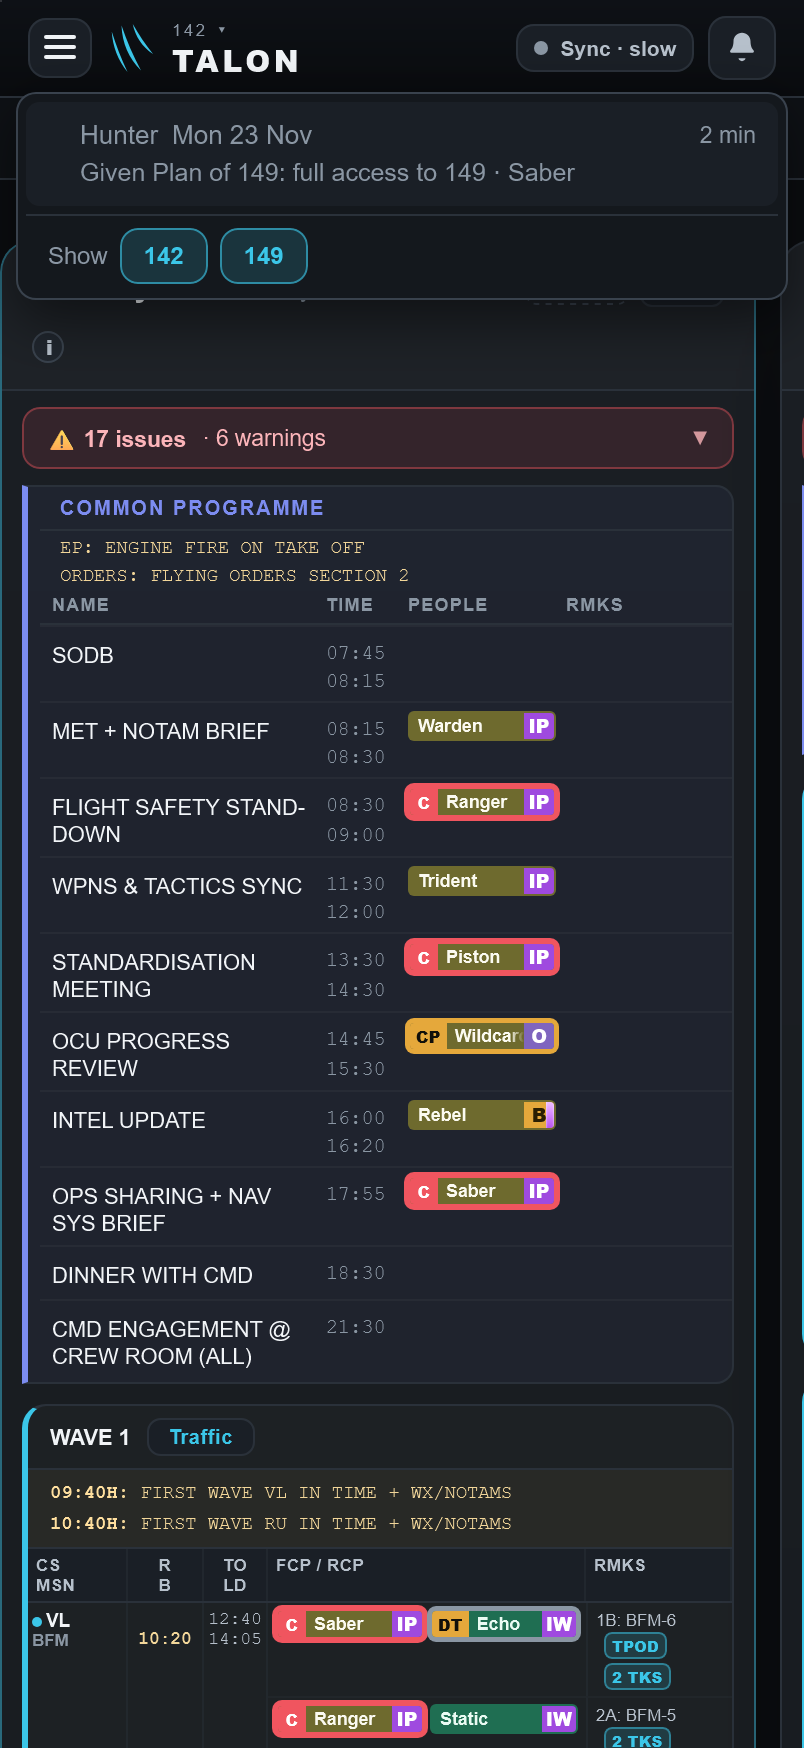 142 ▾
TALON
Sync · slow
Hunter Mon 23 Nov
2 min
Given Plan of 149: full access to 149 · Saber
Show 142 149
i
17 issues · 6 warnings ▼
COMMON PROGRAMME
EP: ENGINE FIRE ON TAKE OFF
ORDERS: FLYING ORDERS SECTION 2
NAME TIME PEOPLE RMKS
SODB 07:45
08:15
MET + NOTAM BRIEF 08:15 Warden IP
08:30
FLIGHT SAFETY STAND- 08:30 C Ranger IP
DOWN 09:00
WPNS & TACTICS SYNC 11:30 Trident IP
12:00
STANDARDISATION 13:30 C Piston IP
MEETING 14:30
OCU PROGRESS 14:45 CP Wildcar O
REVIEW 15:30
INTEL UPDATE 16:00 Rebel B
16:20
OPS SHARING + NAV 17:55 C Saber IP
SYS BRIEF
DINNER WITH CMD 18:30
CMD ENGAGEMENT @ 21:30
CREW ROOM (ALL)
WAVE 1 Traffic
09:40H: FIRST WAVE VL IN TIME + WX/NOTAMS
10:40H: FIRST WAVE RU IN TIME + WX/NOTAMS
CS R TO FCP / RCP RMKS
MSN B LD
VL 12:40 C Saber IP DT Echo IW 1B: BFM-6
BFM 10:20 14:05 TPOD
2 TKS
C Ranger IP Static IW 2A: BFM-5
2 TKS